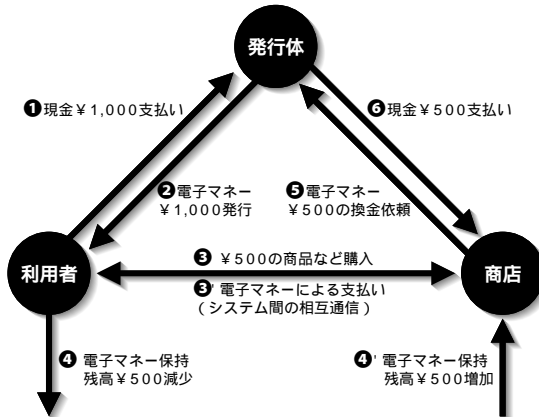 発行体
❶現金￥1,000支払い
❻現金￥500支払い
❷電子マネー
￥1,000発行
❺電子マネー
￥500の換金依頼
利用者
❸ ￥500の商品など購入
❸' 電子マネーによる支払い
(システム間の相互通信)
商店
❹ 電子マネー保持
残高￥500減少
❹' 電子マネー保持
残高￥500増加